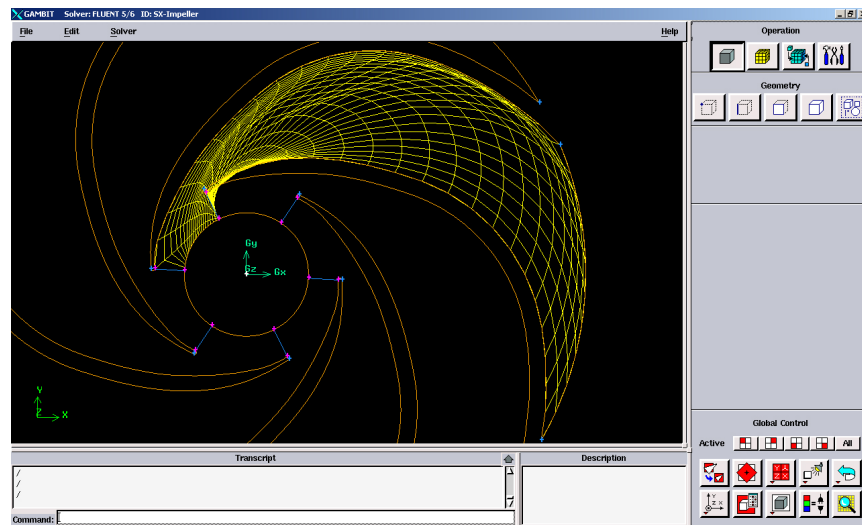 GAMBIT Solver: FLUENT 5/6 ID: SX-Impeller
File Edit Solver Help
Operation
Geometry
Gy
Gz Gx
Y
Z X
Transcript
Description
/
/
/
Command:
Global Control
Active All